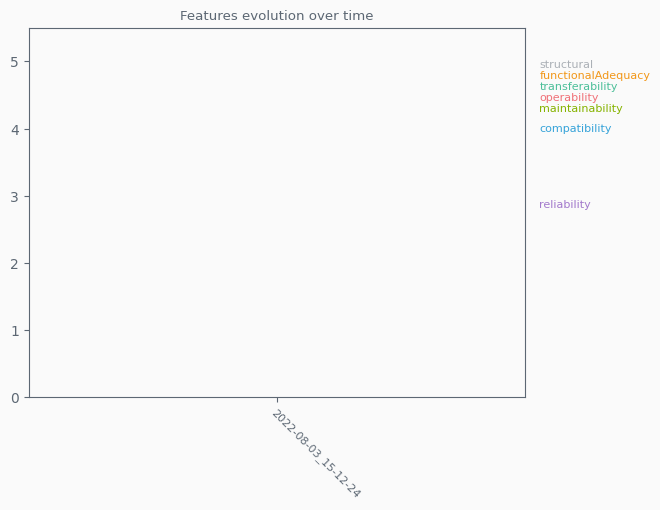 Features evolution over time
5
4
3
2
1
0
structural
functionalAdequacy
transferability
operability
maintainability
compatibility
reliability
2022-08-03_15-12-24